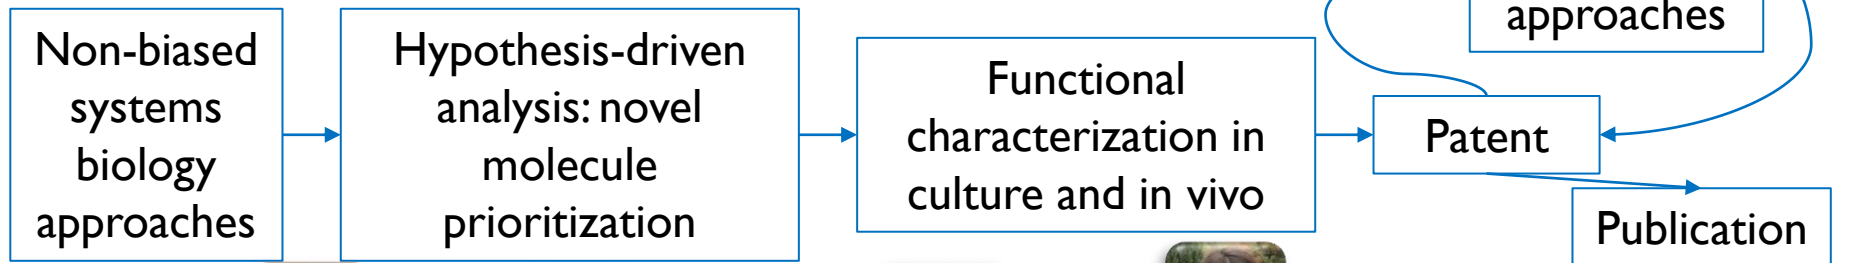 Non-biased
systems
biology
approaches
Hypothesis-driven
analysis: novel
molecule
prioritization
Functional
characterization in
culture and in vivo
approaches
Patent
Publication